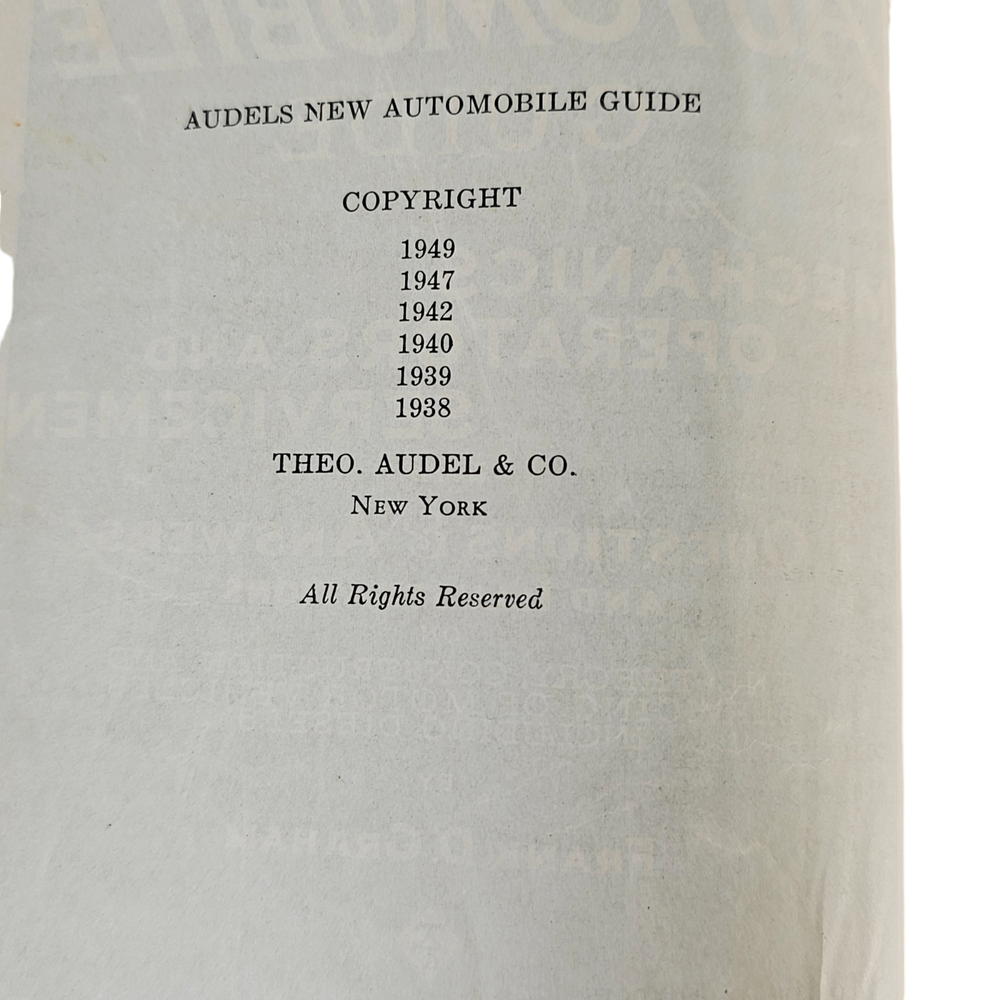 AUDELS NEW AUTOMOBILE GUIDE
COPYRIGHT
1949
1947
1942
1940
1939
1938
THEO. AUDEL & CO.
NEW YORK
All Rights Reserved